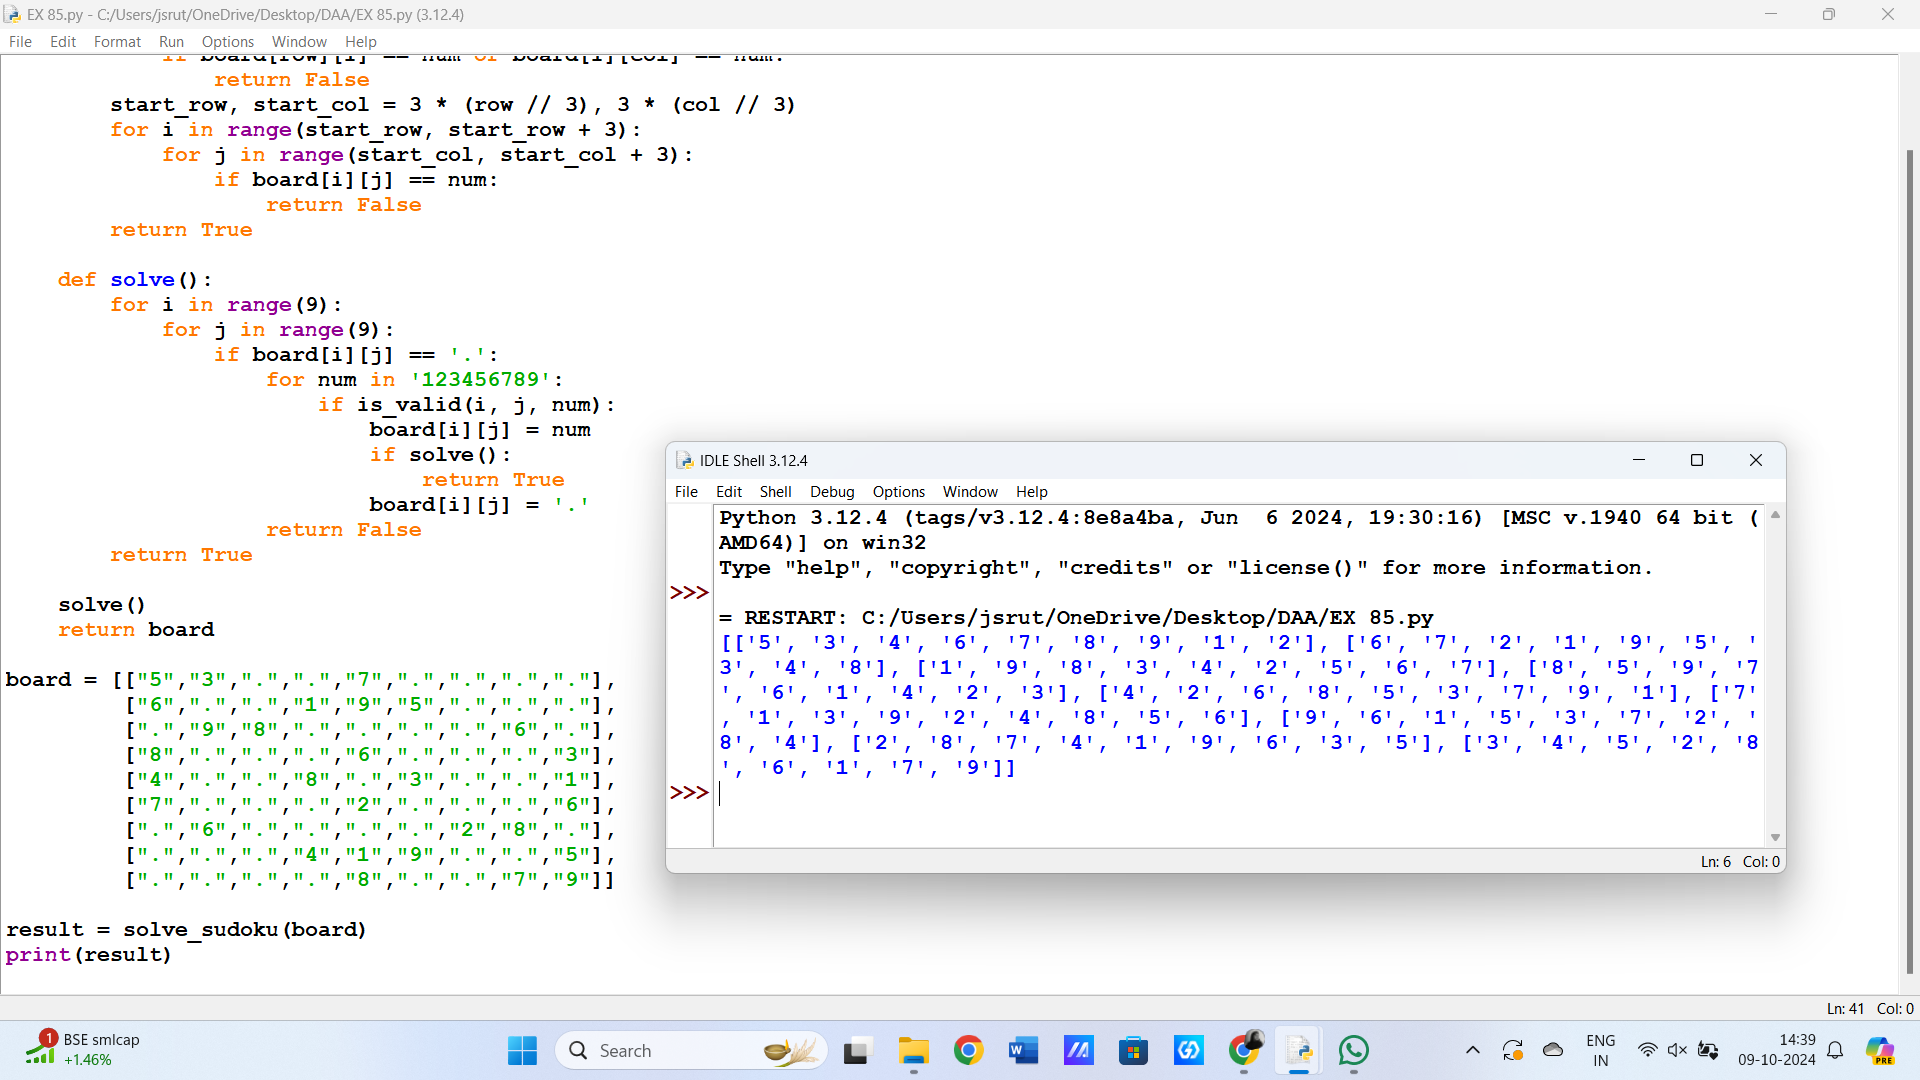 EX 85.py - C:/Users/jsrut/OneDrive/Desktop/DAA/EX 85.py (3.12.4)
File Edit Format Run Options Window Help
if board[row][i] == num or board[i][col] == num:
return False
start_row, start_col = 3 * (row // 3), 3 * (col // 3)
for i in range(start_row, start_row + 3):
for j in range(start_col, start_col + 3):
if board[i][j] == num:
return False
return True
def solve():
for i in range(9):
for j in range(9):
if board[i][j] == '.':
for num in '123456789':
if is_valid(i, j, num):
board[i][j] = num
if solve():
return True
board[i][j] = '.'
return False
return True
solve()
return board
board = [["5","3",".",".","7",".",".",".","."],
["6",".",".","1","9","5",".",".","."],
[".","9","8",".",".",".",".","6","."],
["8",".",".",".","6",".",".",".","3"],
["4",".",".","8",".","3",".",".","1"],
["7",".",".",".","2",".",".",".","6"],
[".","6",".",".",".",".","2","8","."],
[".",".",".","4","1","9",".",".","5"],
[".",".",".",".","8",".",".","7","9"]]
result = solve_sudoku(board)
print(result)
Ln: 41 Col: 0
IDLE Shell 3.12.4
File Edit Shell Debug Options Window Help
Python 3.12.4 (tags/v3.12.4:8e8a4ba, Jun  6 2024, 19:30:16) [MSC v.1940 64 bit (
AMD64)] on win32
Type "help", "copyright", "credits" or "license()" for more information.
>>>
= RESTART: C:/Users/jsrut/OneDrive/Desktop/DAA/EX 85.py
[['5', '3', '4', '6', '7', '8', '9', '1', '2'], ['6', '7', '2', '1', '9', '5', '
3', '4', '8'], ['1', '9', '8', '3', '4', '2', '5', '6', '7'], ['8', '5', '9', '7
', '6', '1', '4', '2', '3'], ['4', '2', '6', '8', '5', '3', '7', '9', '1'], ['7'
, '1', '3', '9', '2', '4', '8', '5', '6'], ['9', '6', '1', '5', '3', '7', '2', '
8', '4'], ['2', '8', '7', '4', '1', '9', '6', '3', '5'], ['3', '4', '5', '2', '8
', '6', '1', '7', '9']]
>>>
Ln: 6 Col: 0
1
BSE smlcap
+1.46%
Search
ENG
IN
14:39
09-10-2024
PRE